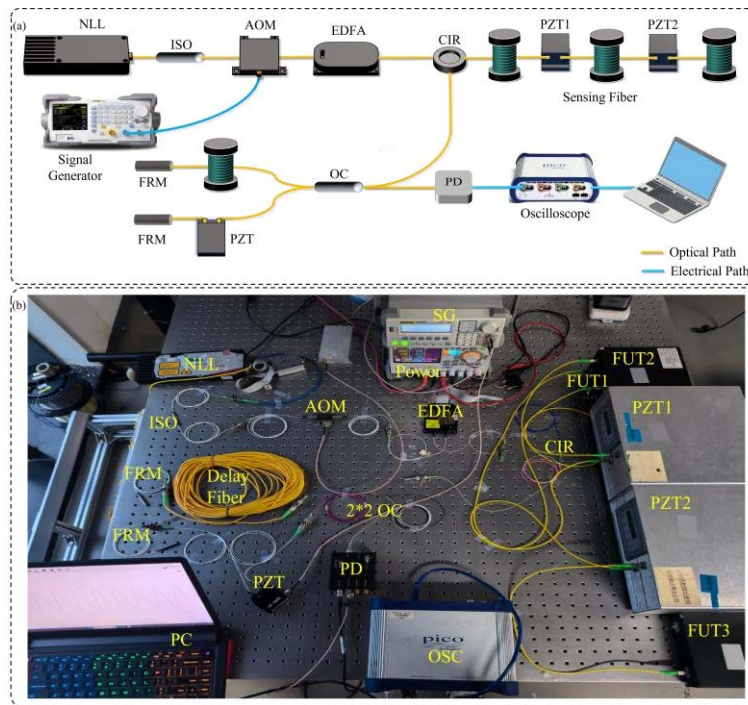 (a)
NLL
ISO
AOM
EDFA
CIR
PZT1
PZT2
Sensing Fiber
Signal
Generator
FRM
OC
PD
pico
Oscilloscope
FRM
PZT
Optical Path
Electrical Path
(b)
SG
NLL
Power
FUT2
FUT1
AOM
EDFA
PZT1
ISO
CIR
FRM
Delay
Fiber
PZT2
2*2 OC
FRM
PZT
PD
pico
OSC
PC
FUT3